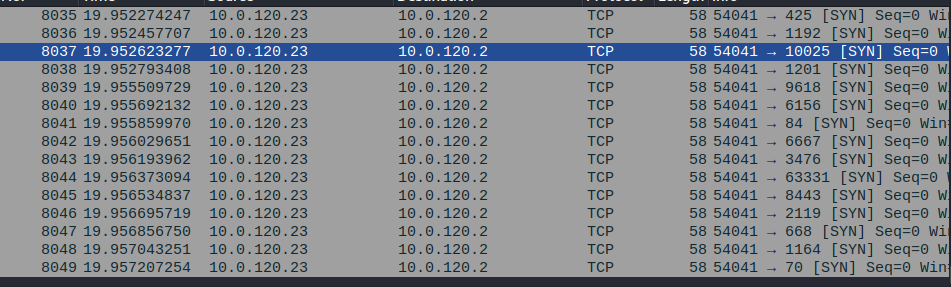 8035 19.952274247 10.0.120.23 10.0.120.2 TCP 58 54041 → 425 [SYN] Seq=0 Win
8036 19.952457707 10.0.120.23 10.0.120.2 TCP 58 54041 → 1192 [SYN] Seq=0 W
8037 19.952623277 10.0.120.23 10.0.120.2 TCP 58 54041 → 10025 [SYN] Seq=0
8038 19.952793408 10.0.120.23 10.0.120.2 TCP 58 54041 → 1201 [SYN] Seq=0 W
8039 19.955509729 10.0.120.23 10.0.120.2 TCP 58 54041 → 9618 [SYN] Seq=0 W
8040 19.955692132 10.0.120.23 10.0.120.2 TCP 58 54041 → 6156 [SYN] Seq=0 W
8041 19.955859970 10.0.120.23 10.0.120.2 TCP 58 54041 → 84 [SYN] Seq=0 Win=
8042 19.956029651 10.0.120.23 10.0.120.2 TCP 58 54041 → 6667 [SYN] Seq=0 W
8043 19.956193962 10.0.120.23 10.0.120.2 TCP 58 54041 → 3476 [SYN] Seq=0 W
8044 19.956373094 10.0.120.23 10.0.120.2 TCP 58 54041 → 63331 [SYN] Seq=0
8045 19.956534837 10.0.120.23 10.0.120.2 TCP 58 54041 → 8443 [SYN] Seq=0 W
8046 19.956695719 10.0.120.23 10.0.120.2 TCP 58 54041 → 2119 [SYN] Seq=0 W
8047 19.956856750 10.0.120.23 10.0.120.2 TCP 58 54041 → 668 [SYN] Seq=0 Win
8048 19.957043251 10.0.120.23 10.0.120.2 TCP 58 54041 → 1164 [SYN] Seq=0 W
8049 19.957207254 10.0.120.23 10.0.120.2 TCP 58 54041 → 70 [SYN] Seq=0 Win=